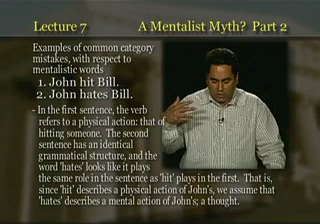 Lecture 7 A Mentalist Myth? Part 2
Examples of common category
mistakes, with respect to
mentalistic words
1. John hit Bill.
2. John hates Bill.
- In the first sentence, the verb
refers to a physical action: that of
hitting someone. The second
sentence has an identical
grammatical structure, and the
word 'hates' looks like it plays
the same role in the sentence as 'hit' plays in the first. That is,
since 'hit' describes a physical action of John's, we assume that
'hates' describes a mental action of John's; a thought.